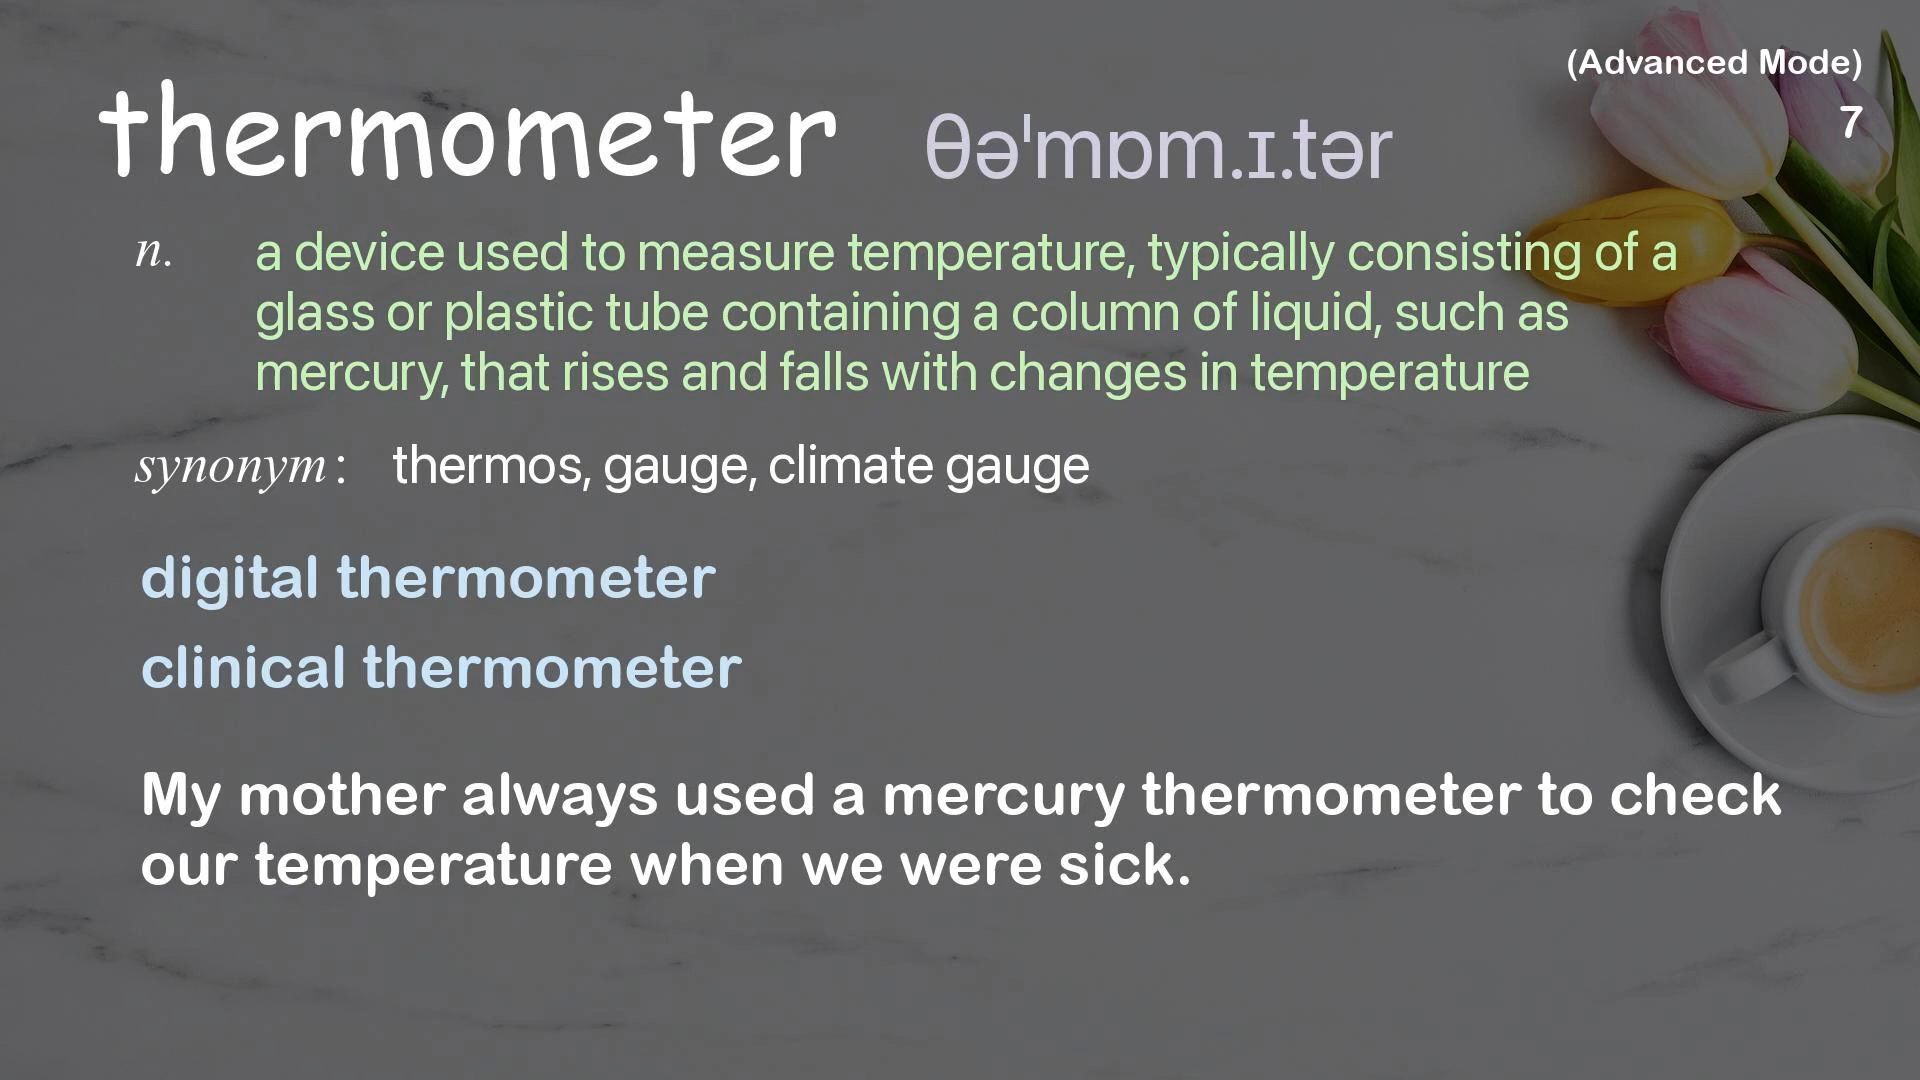 (Advanced Mode)
7
thermometer θəˈmɒm.ɪ.tər
n. a device used to measure temperature, typically consisting of a
glass or plastic tube containing a column of liquid, such as
mercury, that rises and falls with changes in temperature
synonym : thermos, gauge, climate gauge
digital thermometer
clinical thermometer
My mother always used a mercury thermometer to check
our temperature when we were sick.